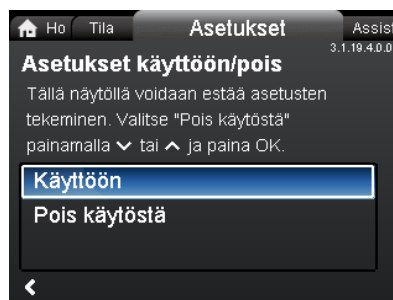 Ho Tila Asetukset Assist
3.1.19.4.0.0
Asetukset käyttöön/pois
Tällä näytöllä voidaan estää asetusten
tekeminen. Valitse "Pois käytöstä"
painamalla ⌄ tai ⌃ ja paina OK.
Käyttöön
Pois käytöstä